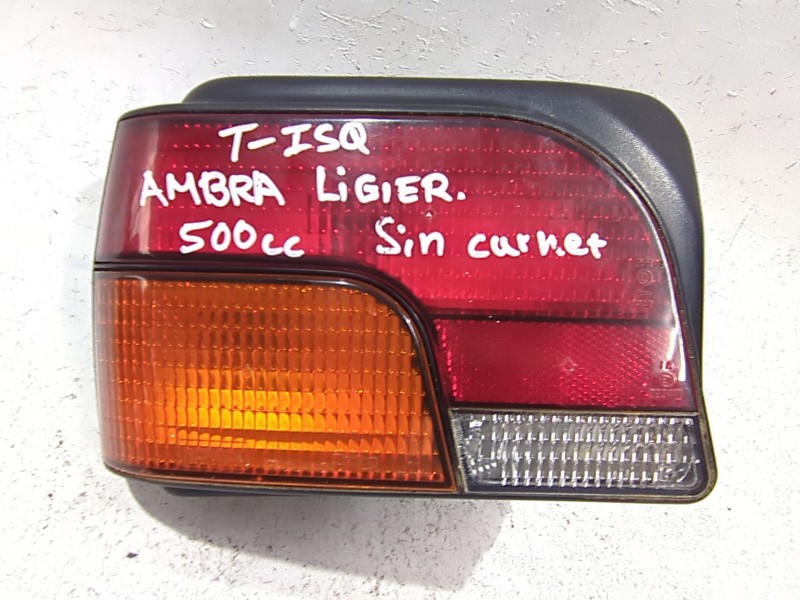 T-ISQ
AMBRA LiGIER.
500cc Sin carnet